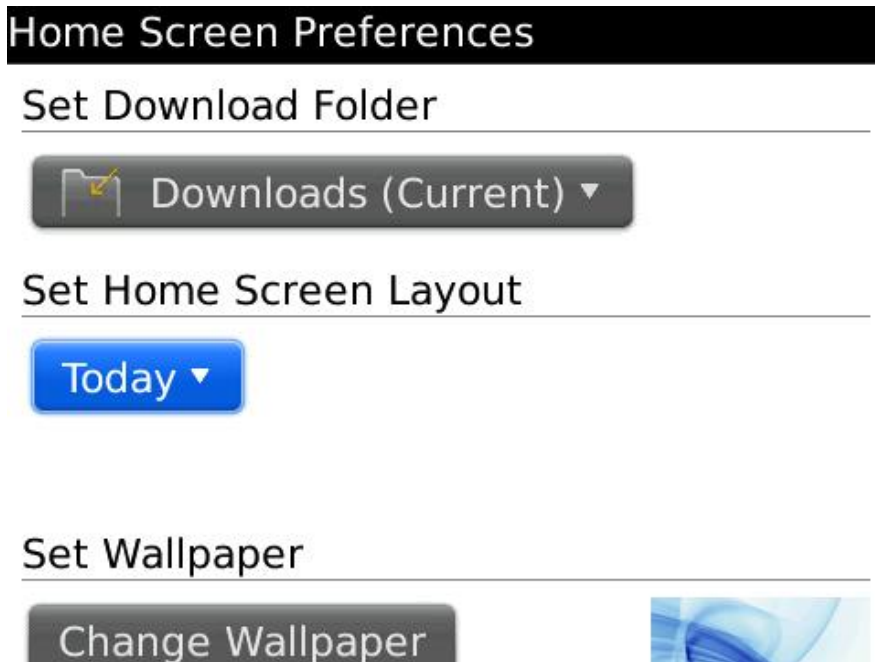 Home Screen Preferences
Set Download Folder
Downloads (Current)
Set Home Screen Layout
Today
Set Wallpaper
Change Wallpaper